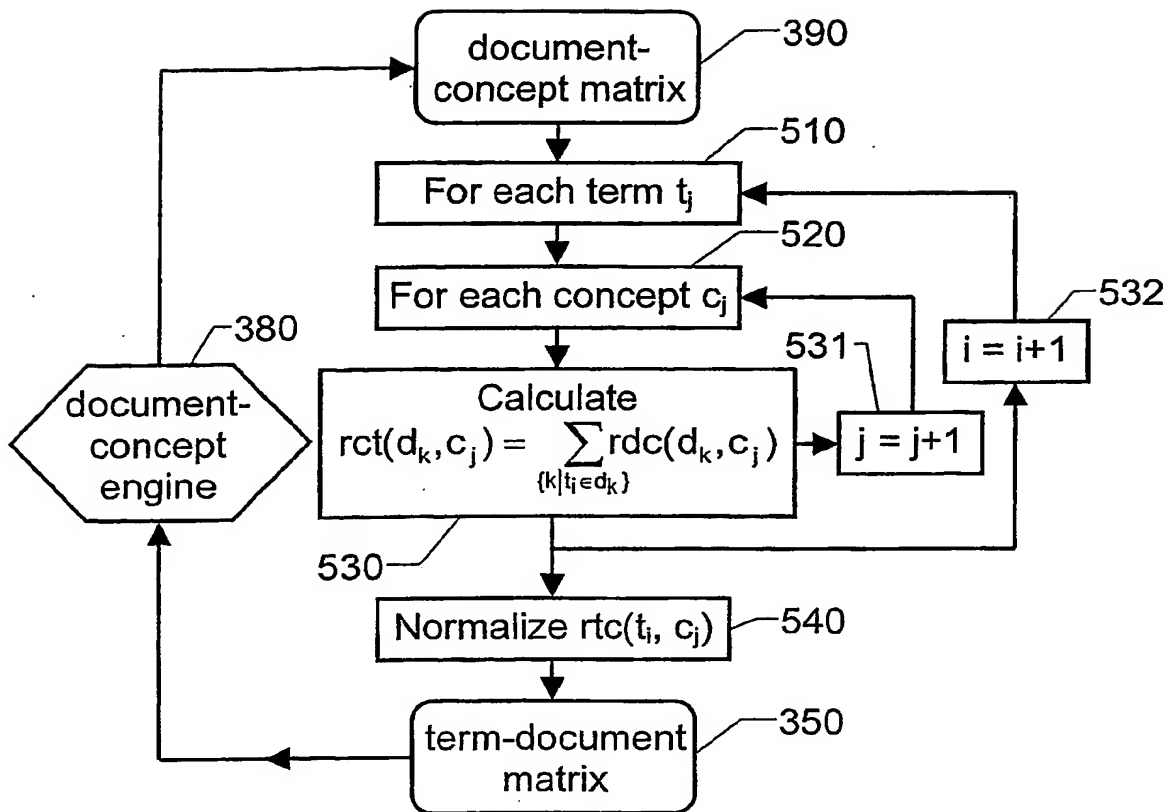 document-
concept matrix
390
510
For each term tj
520
For each concept cj
532
i = i+1
380
document-
concept
engine
531
j = j+1
Calculate
rct(dk,cj) = ∑ rdc(dk,cj)
{k|ti∈dk}
530
Normalize rtc(ti, cj)
540
term-document
matrix
350